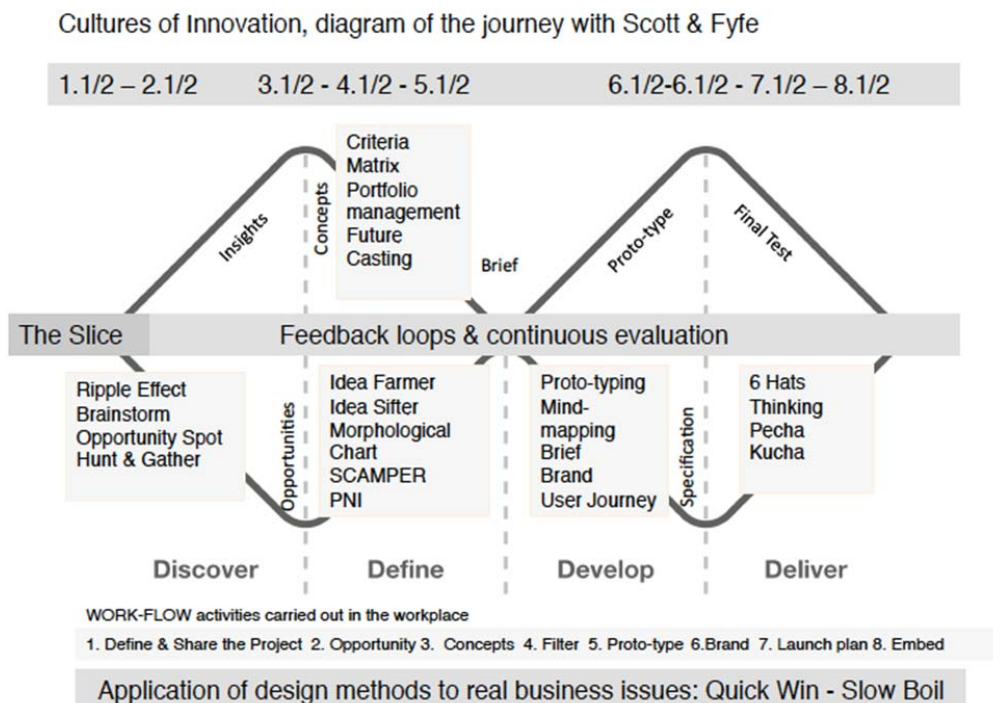 Cultures of Innovation, diagram of the journey with Scott & Fyfe
1.1/2 – 2.1/2
3.1/2 - 4.1/2 - 5.1/2
6.1/2-6.1/2 - 7.1/2 – 8.1/2
Insights
Concepts
Criteria
Matrix
Portfolio
management
Future
Casting
Brief
Proto-type
Final Test
The Slice
Feedback loops & continuous evaluation
Ripple Effect
Brainstorm
Opportunity Spot
Hunt & Gather
Opportunities
Idea Farmer
Idea Sifter
Morphological
Chart
SCAMPER
PNI
Proto-typing
Mind-
mapping
Brief
Brand
User Journey
Specification
6 Hats
Thinking
Pecha
Kucha
Discover
Define
Develop
Deliver
WORK-FLOW activities carried out in the workplace
1. Define & Share the Project 2. Opportunity 3. Concepts 4. Filter 5. Proto-type 6.Brand 7. Launch plan 8. Embed
Application of design methods to real business issues: Quick Win - Slow Boil